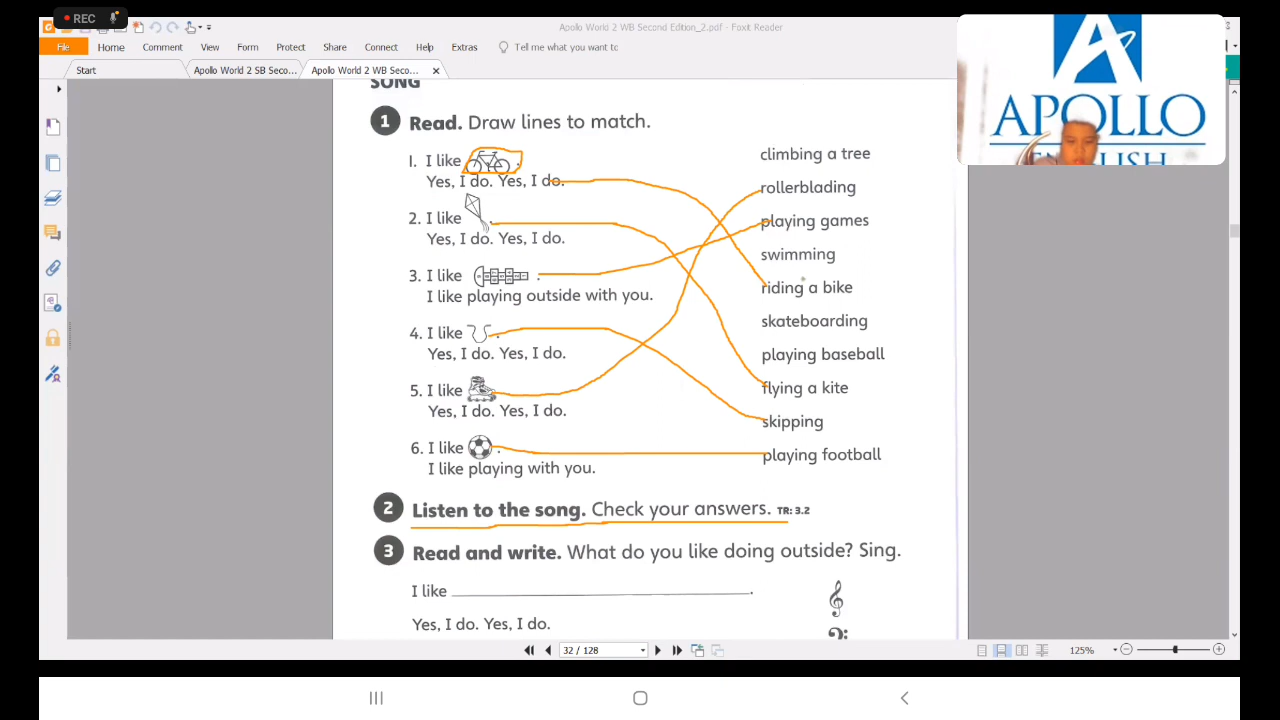 REC
Apollo World 2 WB Second Edition_2.pdf - Foxit Reader
File Home Comment View Form Protect Share Connect Help Extras Tell me what you want tc
Start Apollo World 2 SB Seco... Apollo World 2 WB Seco...
APOLLO
ENGLISH
SONG
1 Read. Draw lines to match.
1. I like .
Yes, I do. Yes, I do.
2. I like .
Yes, I do. Yes, I do.
3. I like .
I like playing outside with you.
4. I like .
Yes, I do. Yes, I do.
5. I like .
Yes, I do. Yes, I do.
6. I like .
I like playing with you.
climbing a tree
rollerblading
playing games
swimming
riding a bike
skateboarding
playing baseball
flying a kite
skipping
playing football
2 Listen to the song. Check your answers. TR: 3.2
3 Read and write. What do you like doing outside? Sing.
I like .
Yes, I do. Yes, I do.
32 / 128
125%